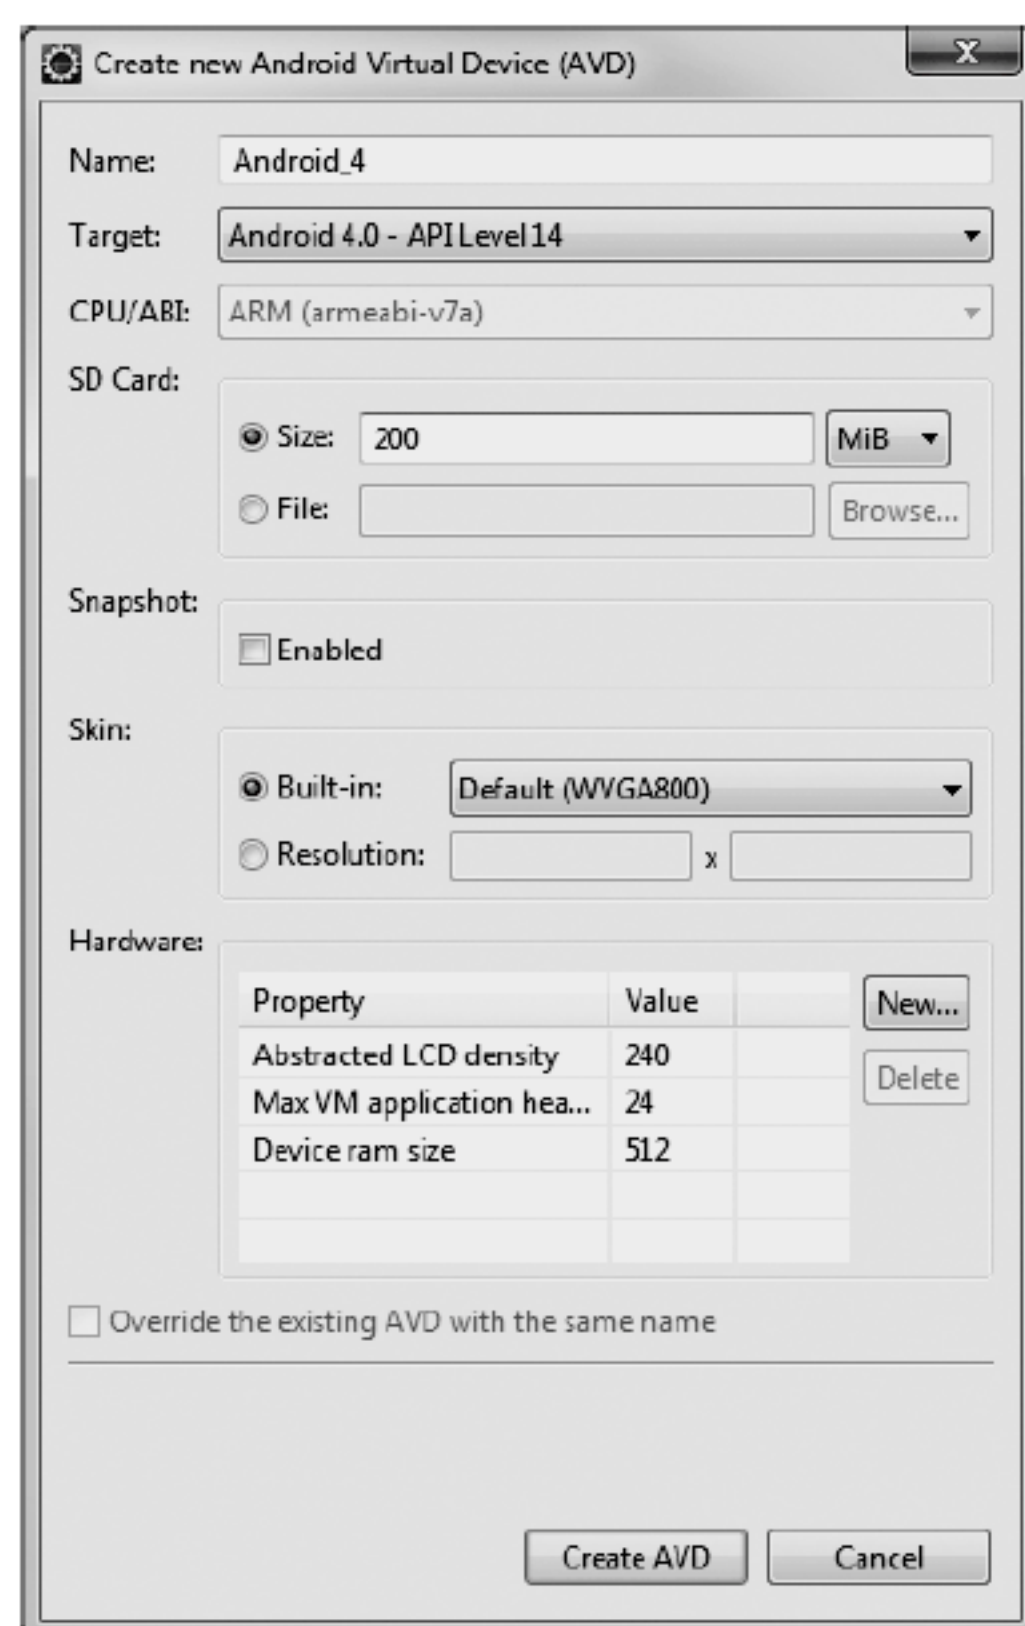 Create new Android Virtual Device (AVD)
x
Name: Android_4
Target: Android 4.0 - API Level 14
CPU/ABI: ARM (armeabi-v7a)
SD Card:
Size: 200 MiB
File: Browse...
Snapshot:
Enabled
Skin:
Built-in: Default (WVGA800)
Resolution: x
Hardware:
Property Value New...
Abstracted LCD density 240
Delete
Max VM application hea... 24
Device ram size 512
Override the existing AVD with the same name
Create AVD Cancel